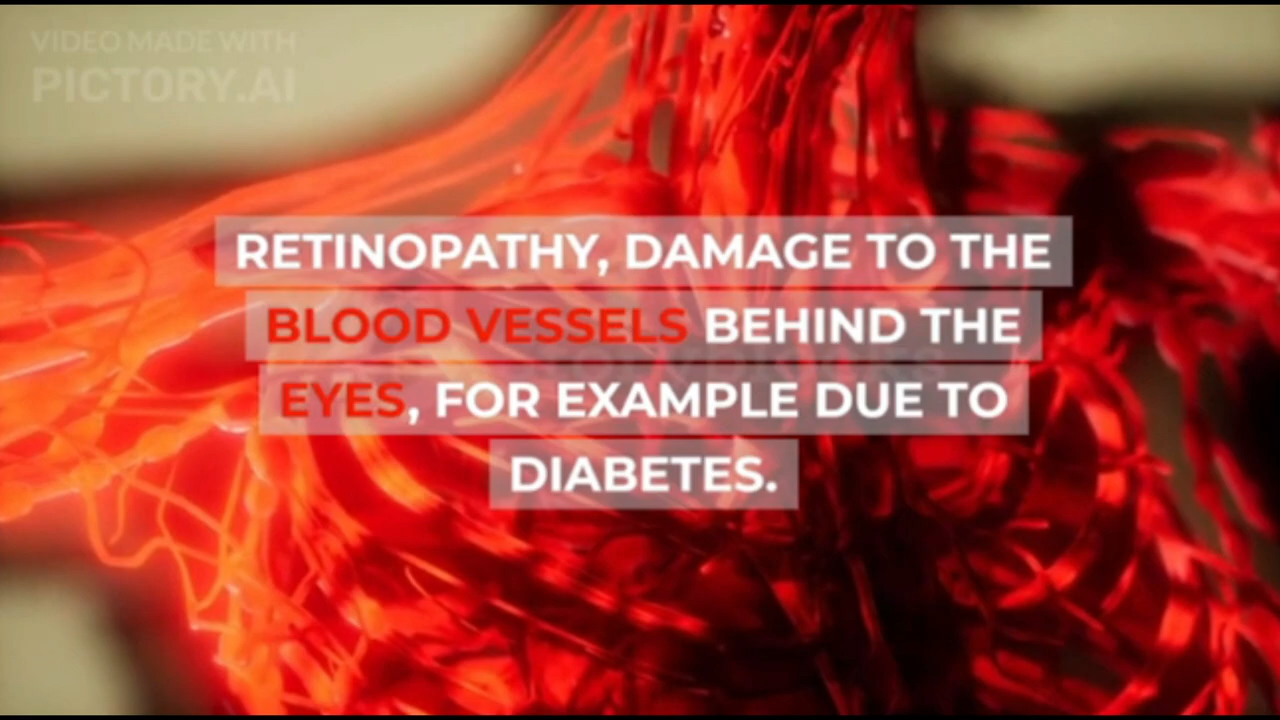 VIDEO MADE WITH
PICTORY.AI
RETINOPATHY, DAMAGE TO THE
BLOOD VESSELS BEHIND THE
EYES, FOR EXAMPLE DUE TO
DIABETES.